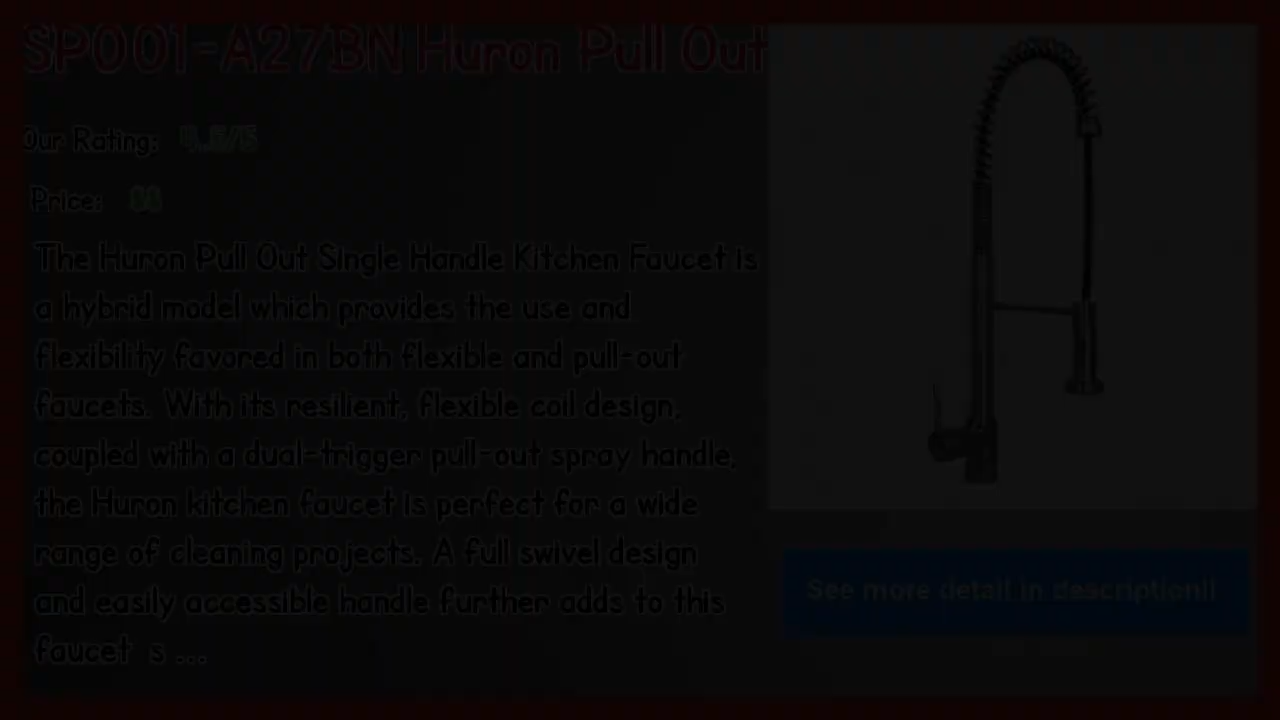 SP001-A27BN Huron Pull Out
Our Rating: 4.5/5
Price: $$
The Huron Pull Out Single Handle Kitchen Faucet is
a hybrid model which provides the use and
flexibility favored in both flexible and pull-out
faucets. With its resilient, flexible coil design,
coupled with a dual-trigger pull-out spray handle,
the Huron kitchen faucet is perfect for a wide
range of cleaning projects. A full swivel design
and easily accessible handle further adds to this
faucet s ...
See more detail in description!!